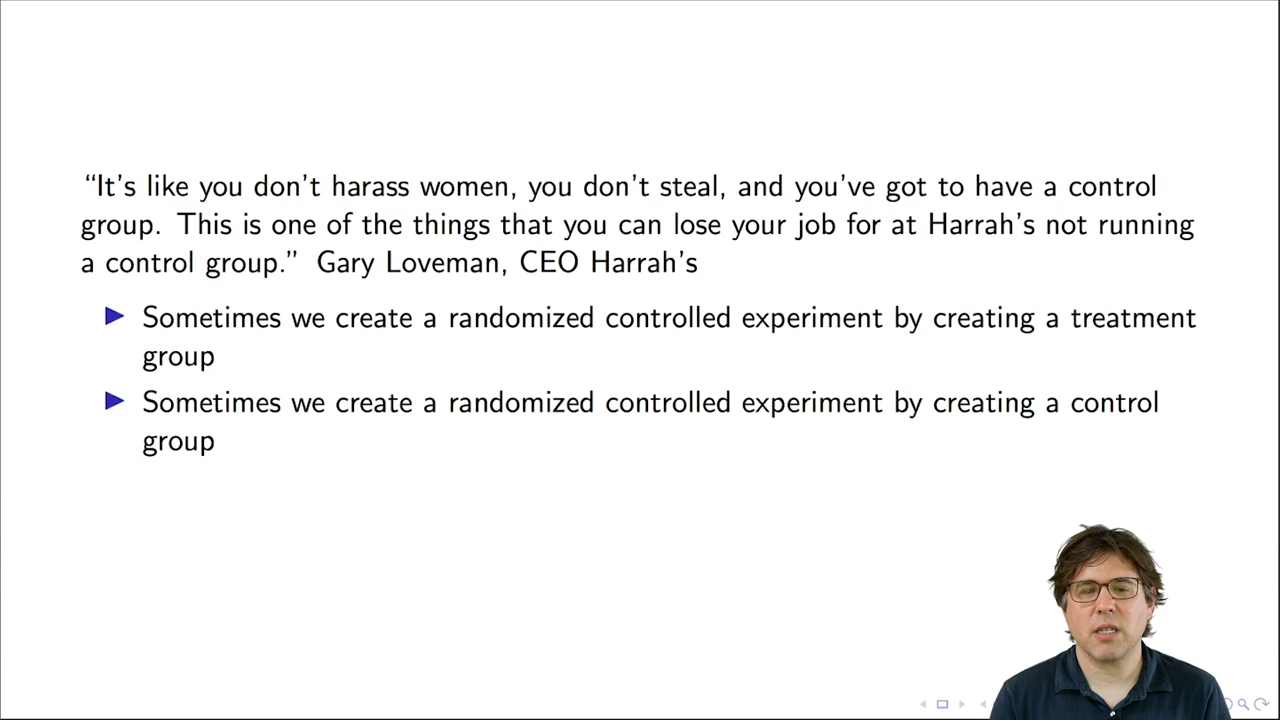 “It’s like you don’t harass women, you don’t steal, and you’ve got to have a control
group. This is one of the things that you can lose your job for at Harrah’s not running
a control group.” Gary Loveman, CEO Harrah’s
Sometimes we create a randomized controlled experiment by creating a treatment
group
Sometimes we create a randomized controlled experiment by creating a control
group